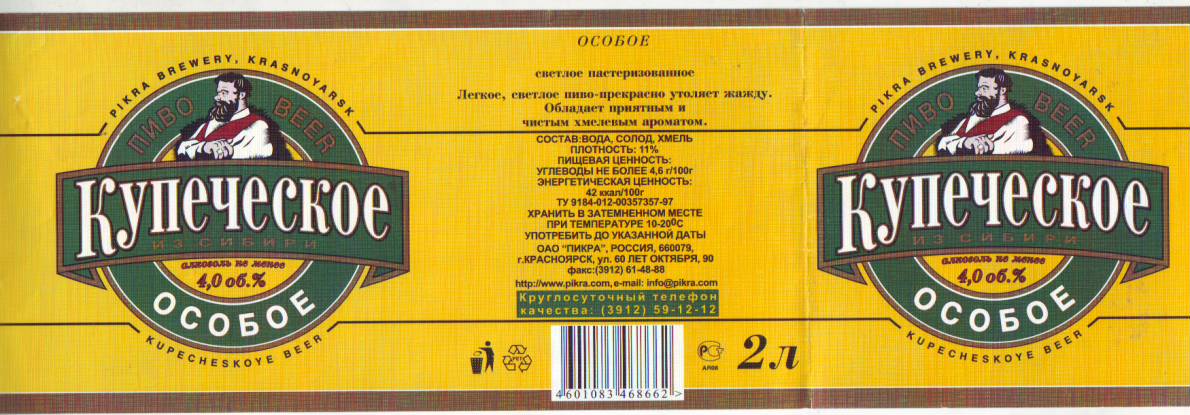 PIKRA BREWERY, KRASNOYARSK
ПИВО BEER
Купеческое
ИЗ СИБИРИ
алкоголь не менее
4,0 об.%
ОСОБОЕ
KUPECHESKOYE BEER
ОСОБОЕ
светлое пастеризованное
Легкое, светлое пиво-прекрасно утоляет жажду.
Обладает приятным и
чистым хмелевым ароматом.
СОСТАВ:ВОДА, СОЛОД, ХМЕЛЬ
ПЛОТНОСТЬ: 11%
ПИЩЕВАЯ ЦЕННОСТЬ:
УГЛЕВОДЫ НЕ БОЛЕЕ 4,6 г/100г
ЭНЕРГЕТИЧЕСКАЯ ЦЕННОСТЬ:
42 ккал/100г
ТУ 9184-012-00357357-97
ХРАНИТЬ В ЗАТЕМНЕННОМ МЕСТЕ
ПРИ ТЕМПЕРАТУРЕ 10-20⁰С
УПОТРЕБИТЬ ДО УКАЗАННОЙ ДАТЫ
ОАО "ПИКРА", РОССИЯ, 660079,
г.КРАСНОЯРСК, ул. 60 ЛЕТ ОКТЯБРЯ, 90
факс:(3912) 61-48-88
http://www.pikra.com, e-mail: info@pikra.com
Круглосуточный телефон
качества: (3912) 59-12-12
PET
РСТ
АЯ08
2 л
4 601083 468662 >
PIKRA BREWERY, KRASNOYARSK
ПИВО BEER
Купеческое
ИЗ СИБИРИ
алкоголь не менее
4,0 об.%
ОСОБОЕ
KUPECHESKOYE BEER